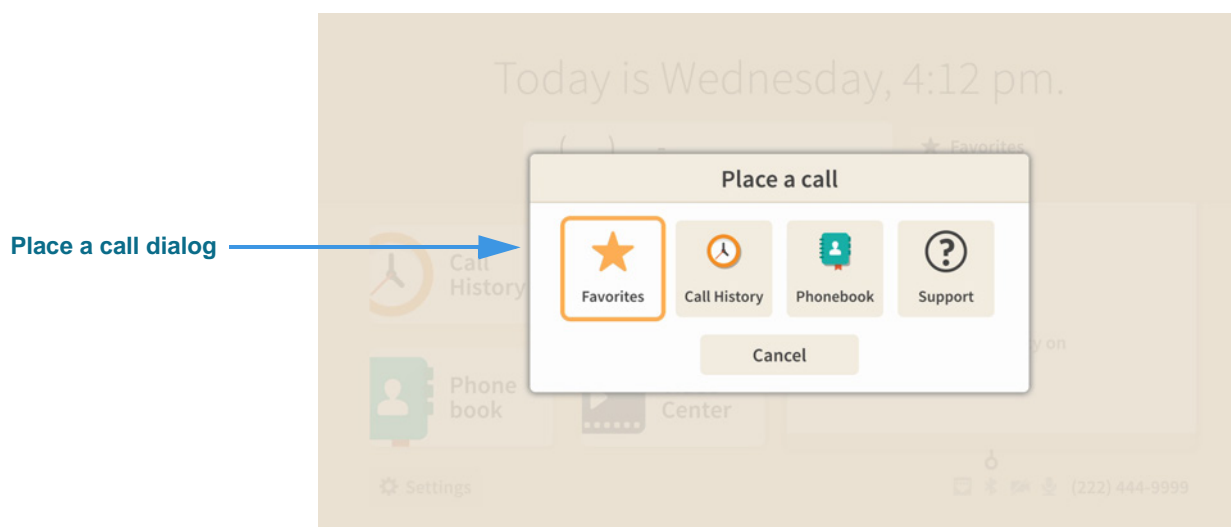 Today is Wednesday, 4:12 pm.
( ) -
Favorites
Place a call
Place a call dialog
Call
History
Favorites
Call History
Phonebook
Support
y on
Cancel
Phone
book
Center
Settings
(222) 444-9999